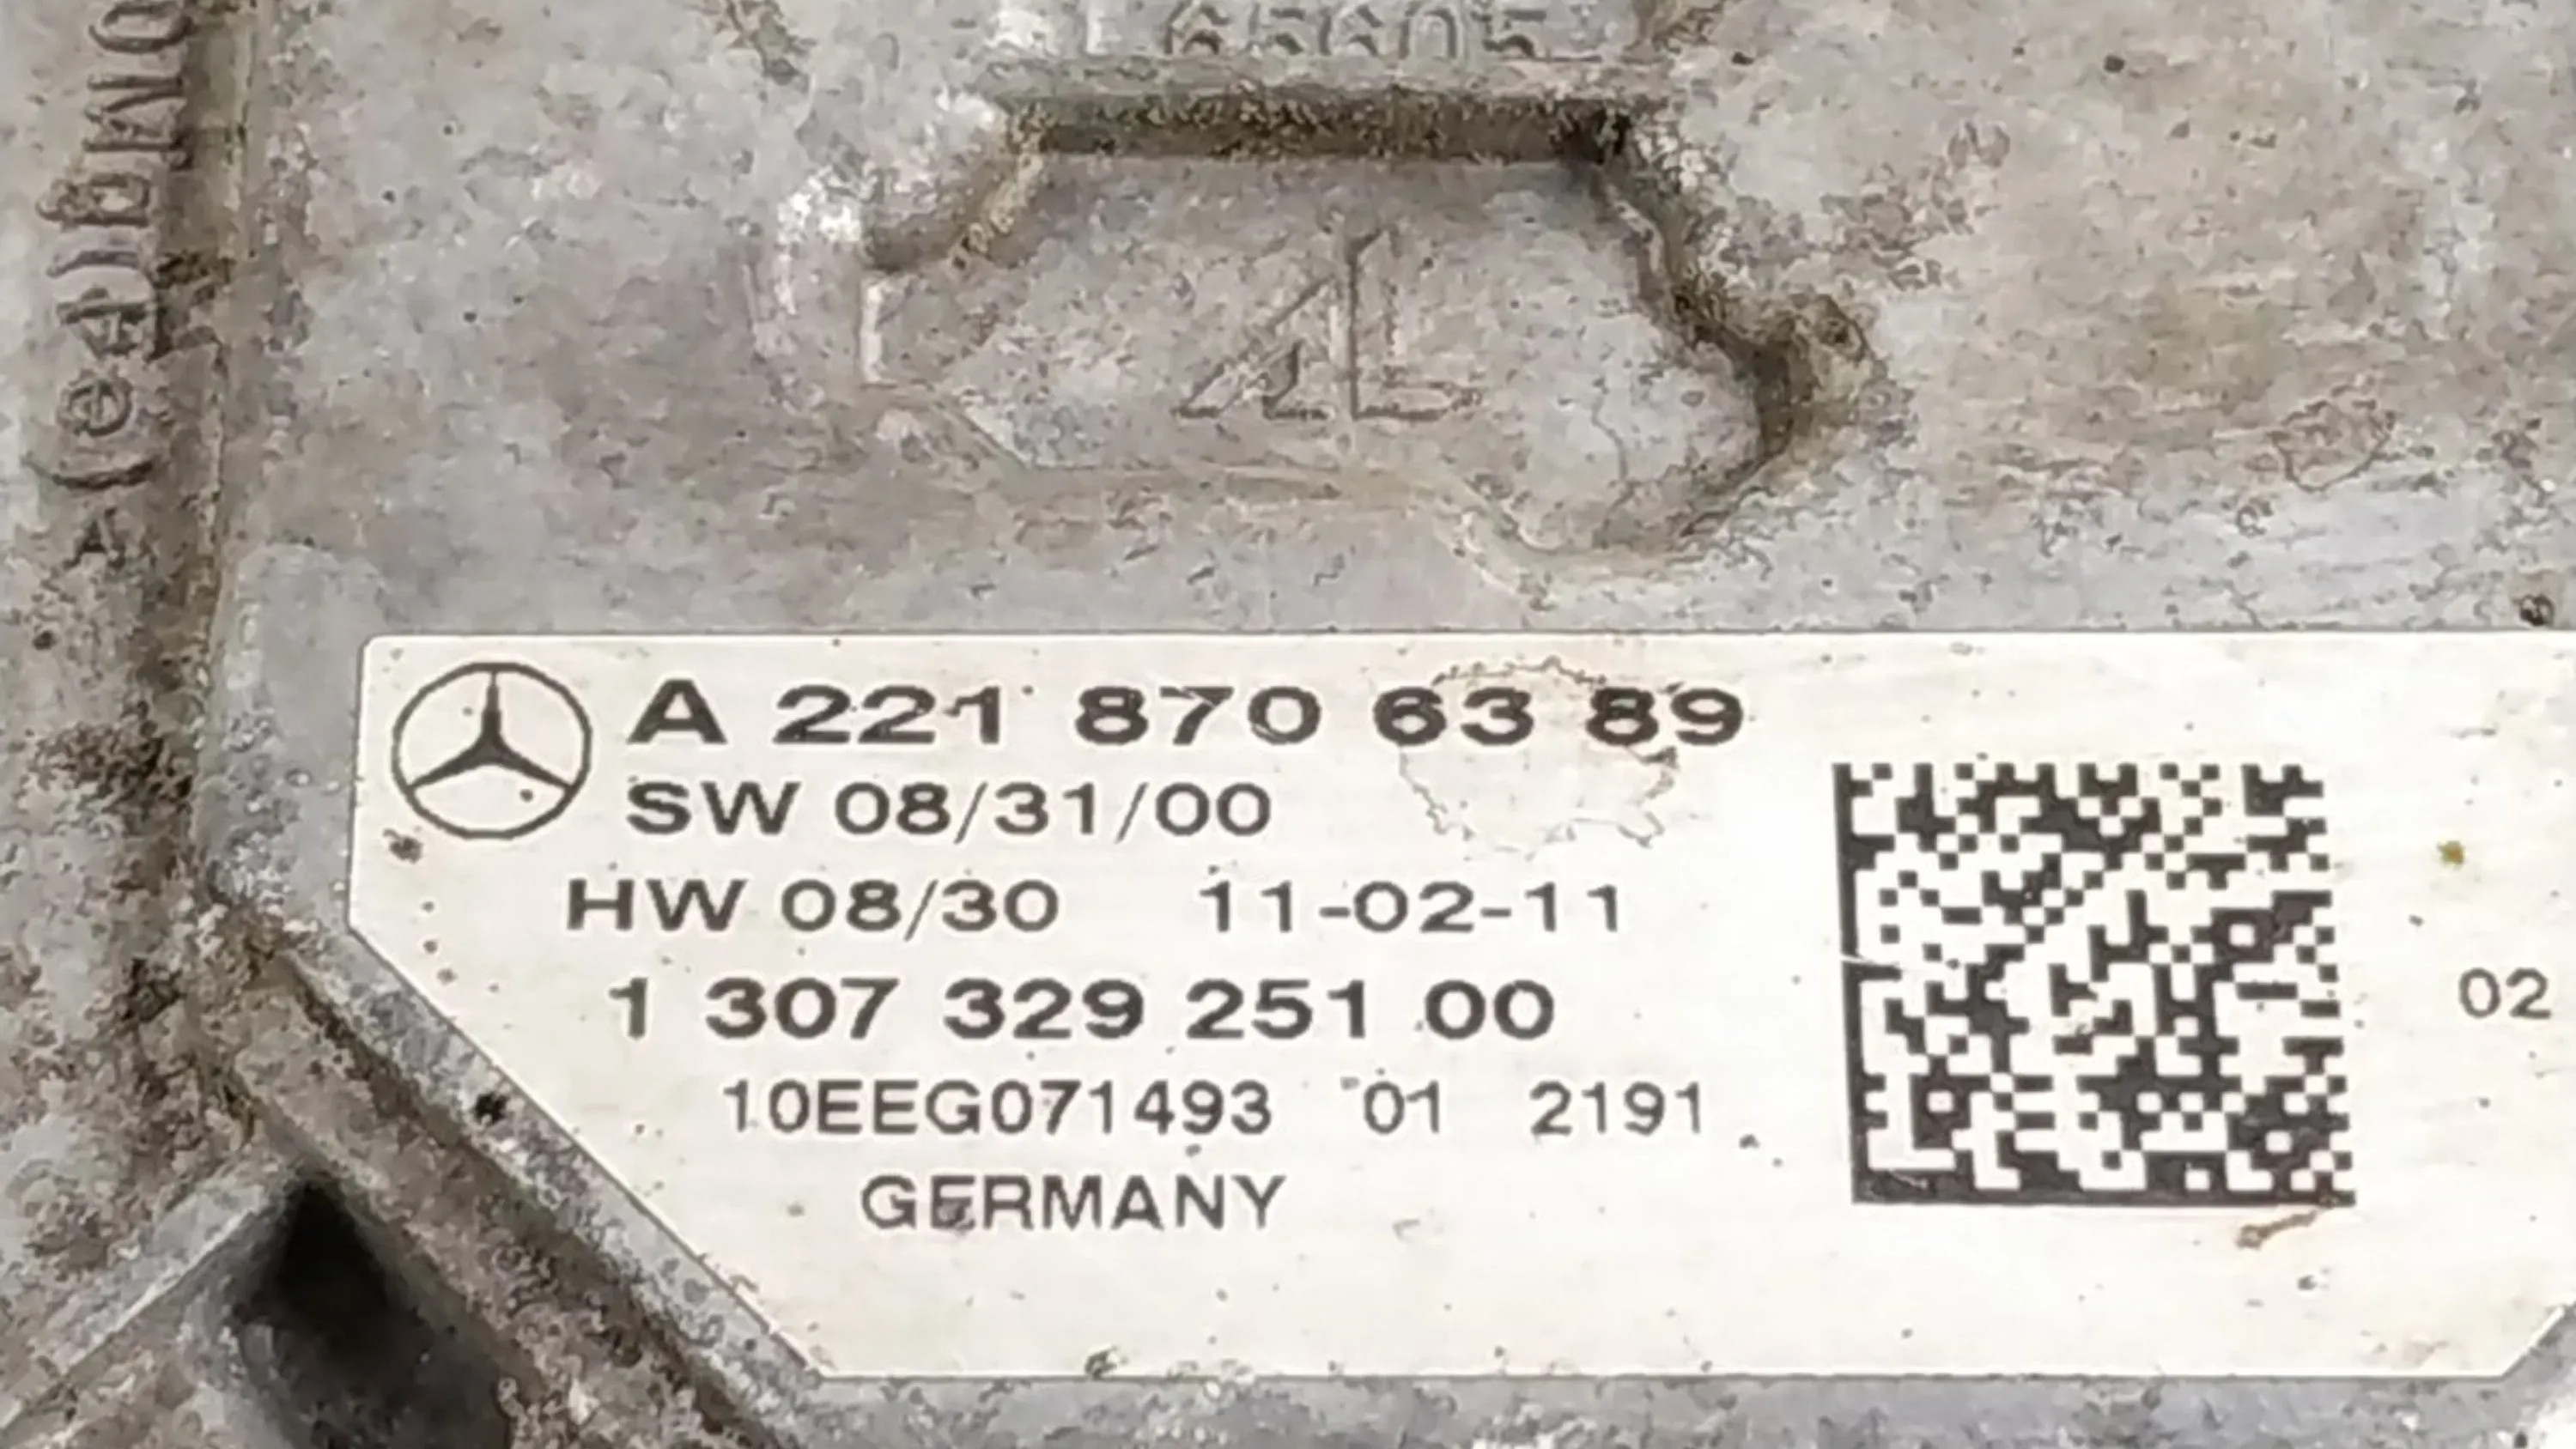 65605
AL
A 221 870 63 89
SW 08/31/00
HW 08/30 11-02-11
1 307 329 251 00
10EEG071493 01 2191
GERMANY
02